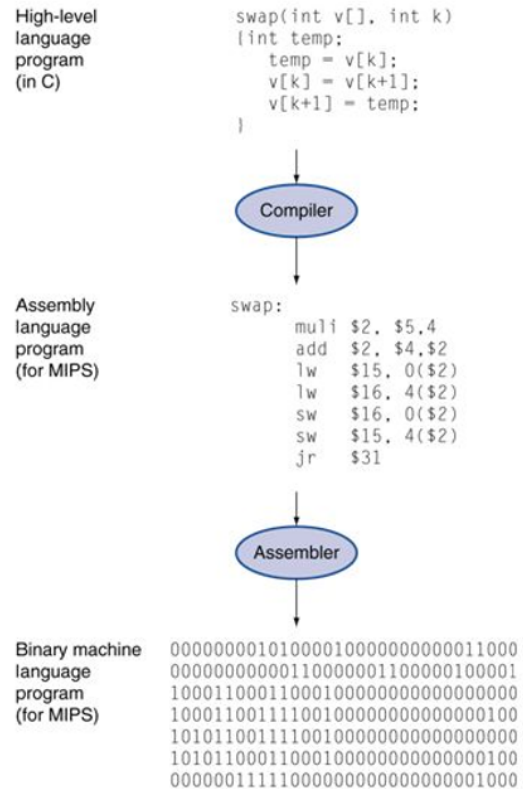 High-level
language
program
(in C)
swap(int v[], int k)
{int temp;
temp = v[k];
v[k] = v[k+1];
v[k+1] = temp;
}
Compiler
Assembly
language
program
(for MIPS)
swap:
muli $2, $5,4
add $2, $4,$2
lw $15, 0($2)
lw $16, 4($2)
sw $16, 0($2)
sw $15, 4($2)
jr $31
Assembler
Binary machine
language
program
(for MIPS)
00000000101000010000000000011000
00000000000110000001100000100001
10001100011000100000000000000000
10001100111100100000000000000100
10101100111100100000000000000000
10101100011000100000000000000100
00000011111000000000000000001000